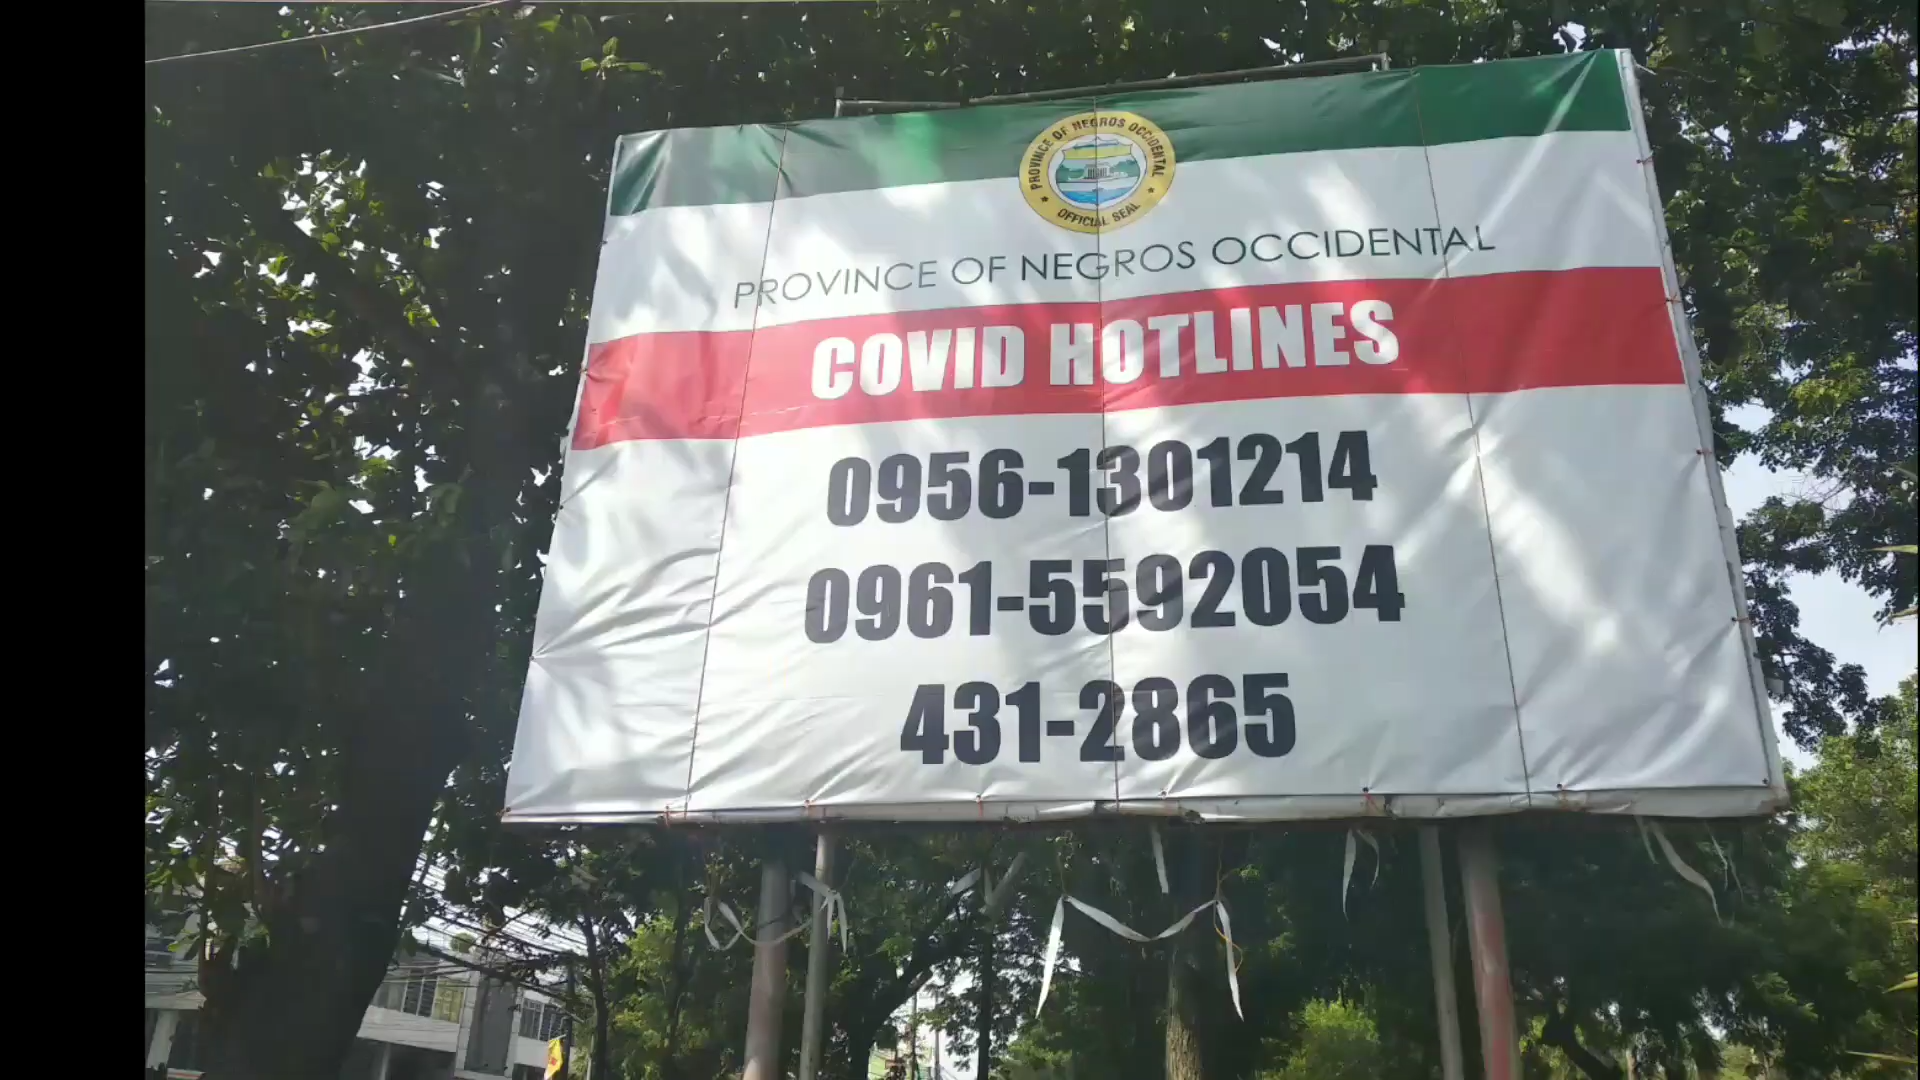 PROVINCE OF NEGROS OCCIDENTAL
★ OFFICIAL SEAL ★
PROVINCE OF NEGROS OCCIDENTAL
COVID HOTLINES
0956-1301214
0961-5592054
431-2865